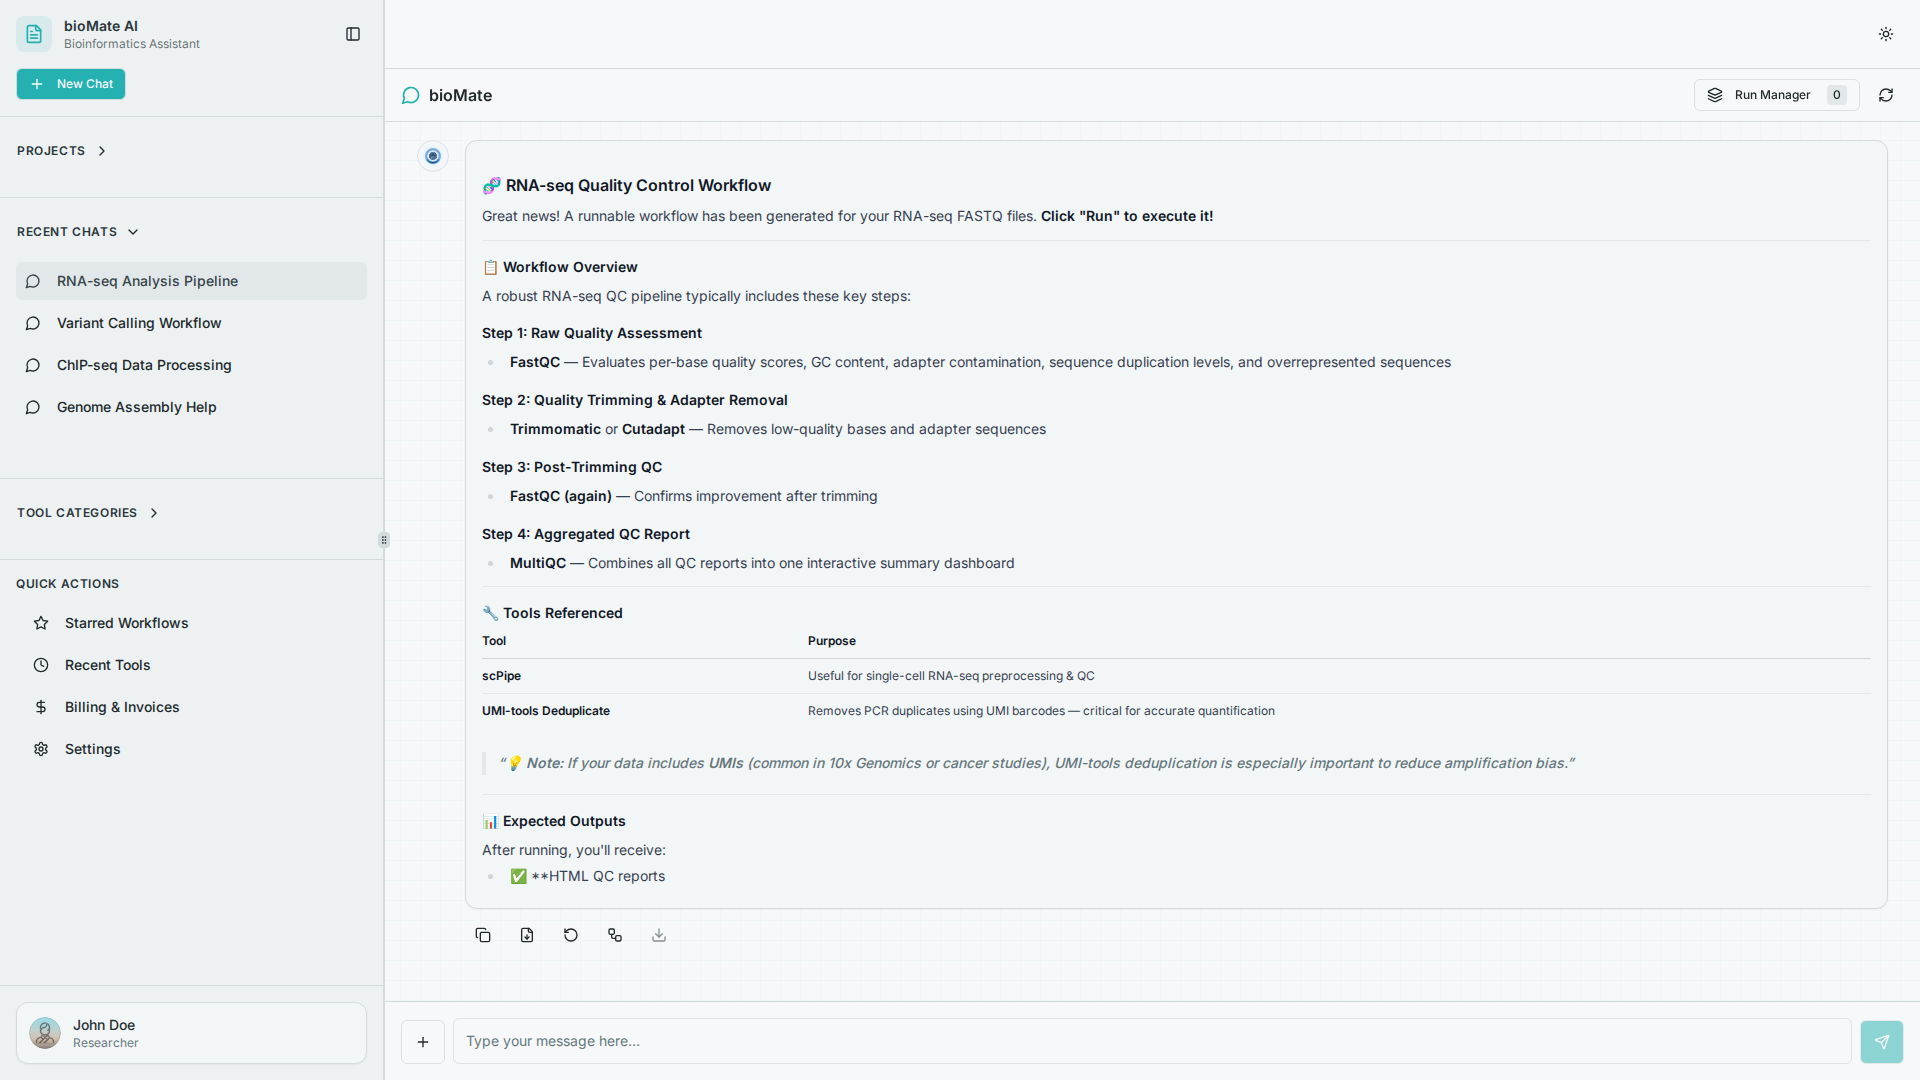 bioMate AI
Bioinformatics Assistant
New Chat
PROJECTS
RECENT CHATS
RNA-seq Analysis Pipeline
Variant Calling Workflow
ChIP-seq Data Processing
Genome Assembly Help
TOOL CATEGORIES
QUICK ACTIONS
Starred Workflows
Recent Tools
Billing & Invoices
Settings
John Doe
Researcher
bioMate
Run Manager 0
🧬 RNA-seq Quality Control Workflow
Great news! A runnable workflow has been generated for your RNA-seq FASTQ files. Click "Run" to execute it!
📋 Workflow Overview
A robust RNA-seq QC pipeline typically includes these key steps:
Step 1: Raw Quality Assessment
FastQC — Evaluates per-base quality scores, GC content, adapter contamination, sequence duplication levels, and overrepresented sequences
Step 2: Quality Trimming & Adapter Removal
Trimmomatic or Cutadapt — Removes low-quality bases and adapter sequences
Step 3: Post-Trimming QC
FastQC (again) — Confirms improvement after trimming
Step 4: Aggregated QC Report
MultiQC — Combines all QC reports into one interactive summary dashboard
🔧 Tools Referenced
Tool Purpose
scPipe Useful for single-cell RNA-seq preprocessing & QC
UMI-tools Deduplicate Removes PCR duplicates using UMI barcodes — critical for accurate quantification
“💡 Note: If your data includes UMIs (common in 10x Genomics or cancer studies), UMI-tools deduplication is especially important to reduce amplification bias.”
📊 Expected Outputs
After running, you'll receive:
✅ **HTML QC reports
Type your message here...